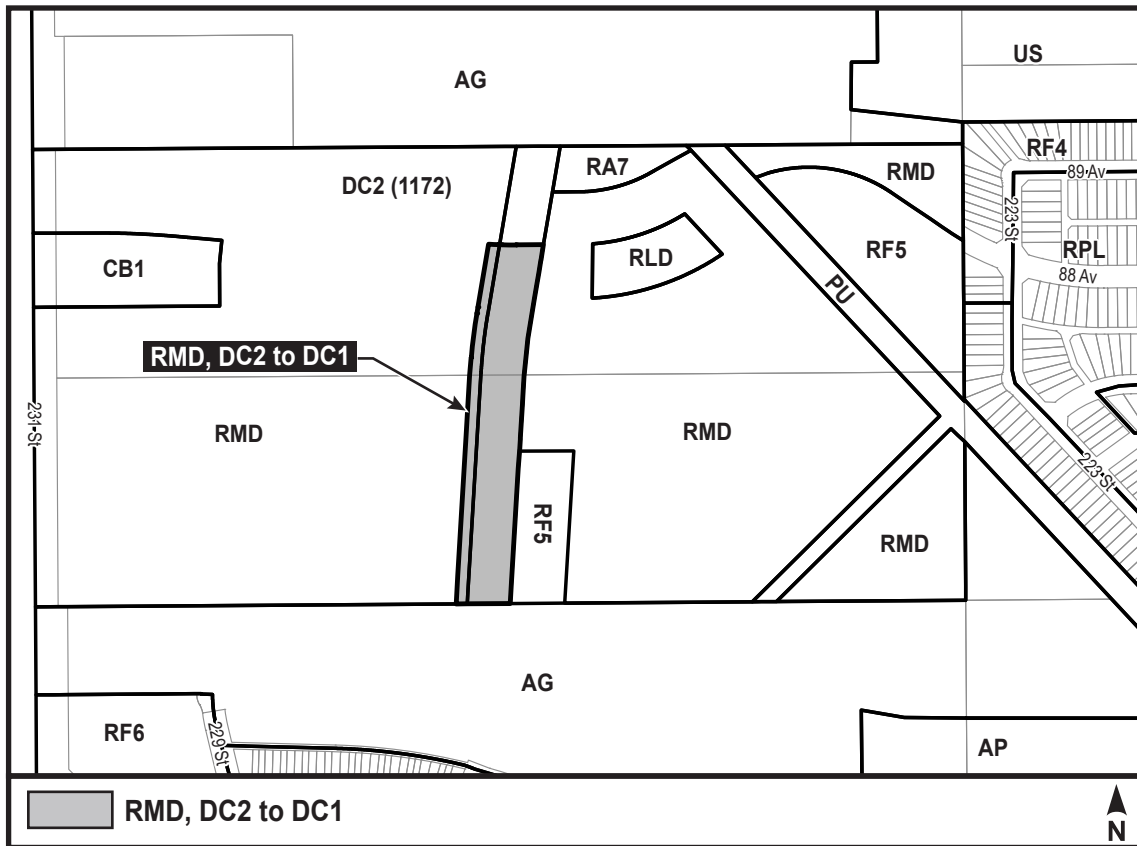 AG
US
RF4
89 Av
RA7
RMD
DC2 (1172)
223 St
RPL
RF5
88 Av
CB1
RLD
PU
RMD, DC2 to DC1
231 St
RMD
RMD
223 St
RF5
RMD
AG
RF6
229 St
AP
RMD, DC2 to DC1
N